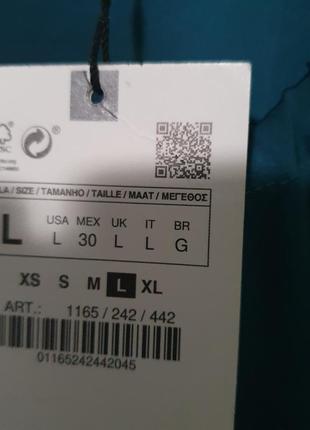 FSC
LA / SIZE / TAMANHO / TAILLE / MAAT / ΜΕΓΕΘΟΣ
L
USA MEX UK IT BR
L 30 L L G
XS S M L XL
ART.: 1165 / 242 / 442
01165242442045